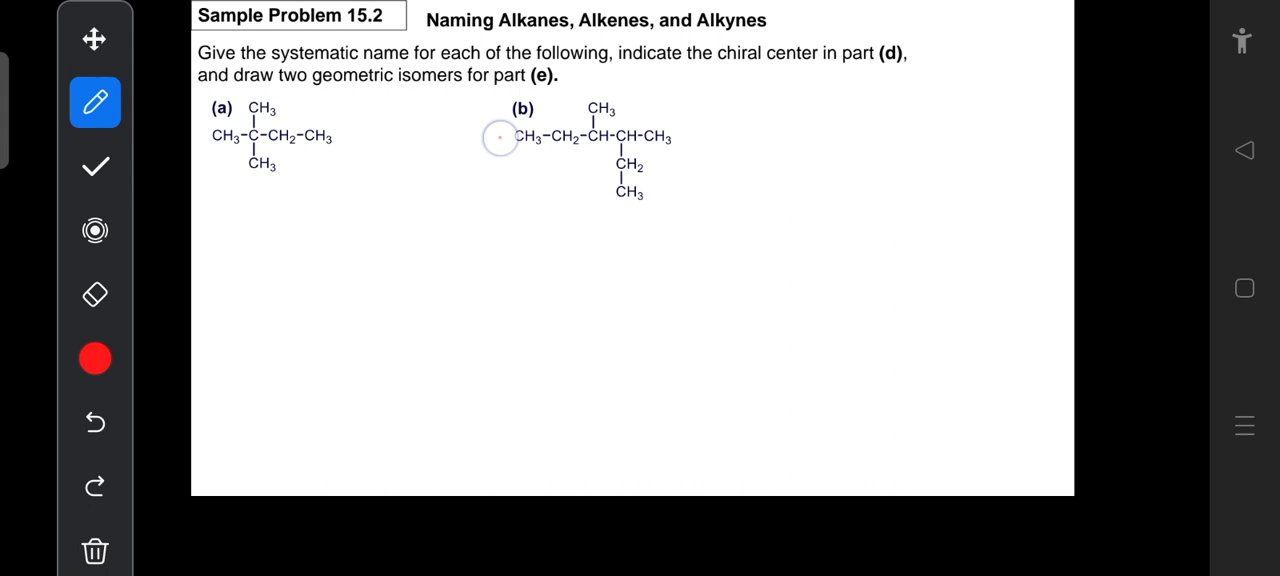 Sample Problem 15.2
Naming Alkanes, Alkenes, and Alkynes
Give the systematic name for each of the following, indicate the chiral center in part (d),
and draw two geometric isomers for part (e).
(a) CH3
CH3-C-CH2-CH3
CH3
(b) CH3
CH3-CH2-CH-CH-CH3
CH2
CH3